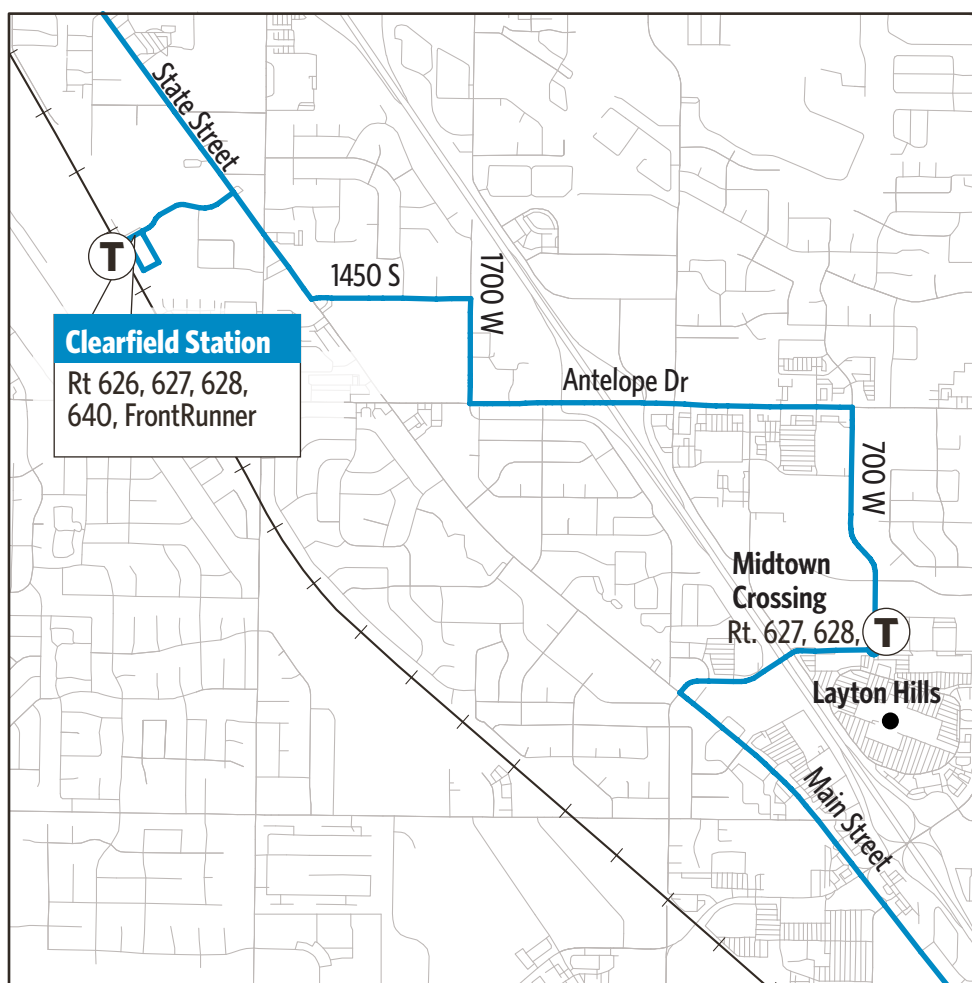 State Street
T
1450 S
1700 W
Clearfield Station
Rt 626, 627, 628,
640, FrontRunner
Antelope Dr
700 W
Midtown
Crossing
Rt. 627, 628,
T
Layton Hills
Main Street